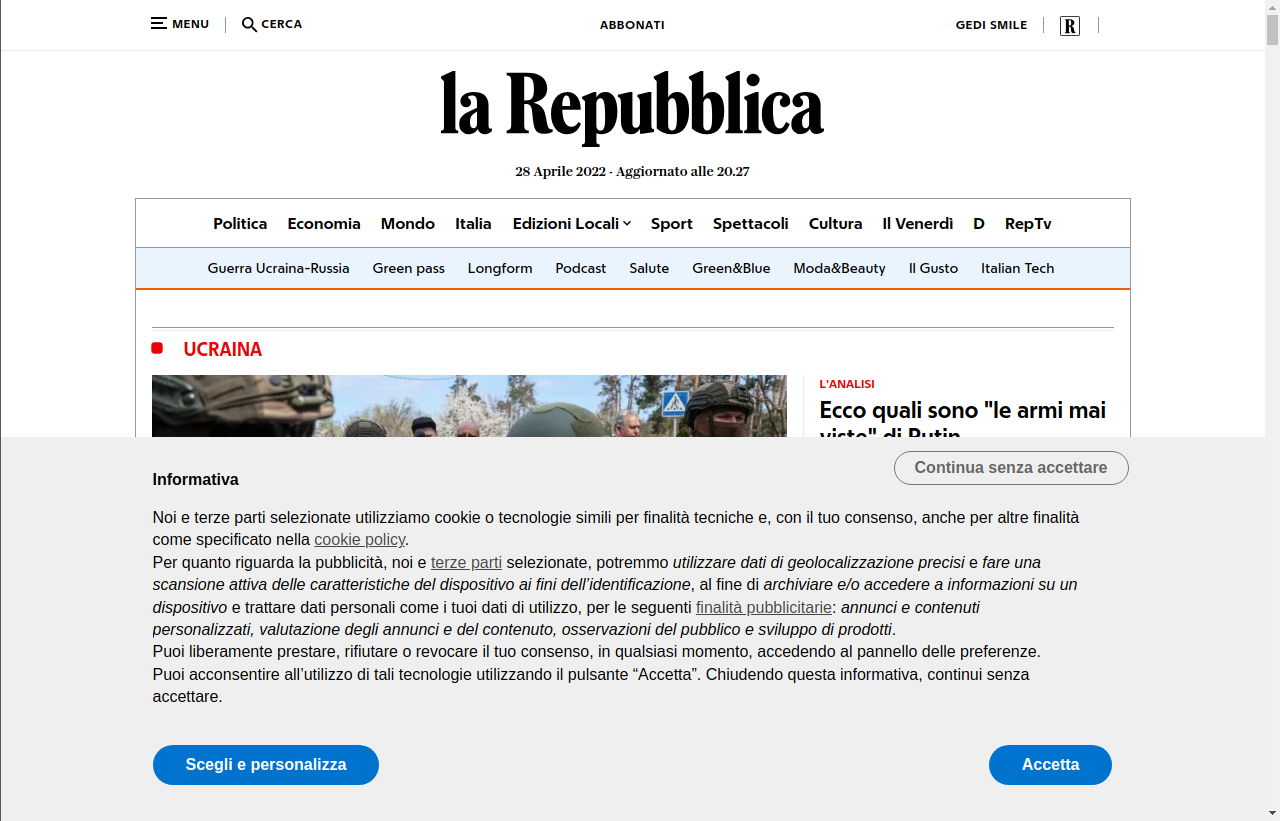 MENU CERCA ABBONATI GEDI SMILE R
la Repubblica
28 Aprile 2022 - Aggiornato alle 20.27
Politica Economia Mondo Italia Edizioni Locali Sport Spettacoli Cultura Il Venerdì D RepTv
Guerra Ucraina-Russia Green pass Longform Podcast Salute Green&Blue Moda&Beauty Il Gusto Italian Tech
UCRAINA
L'ANALISI
Ecco quali sono "le armi mai
viste" di Putin
Continua senza accettare
Informativa
Noi e terze parti selezionate utilizziamo cookie o tecnologie simili per finalità tecniche e, con il tuo consenso, anche per altre finalità
come specificato nella cookie policy.
Per quanto riguarda la pubblicità, noi e terze parti selezionate, potremmo utilizzare dati di geolocalizzazione precisi e fare una
scansione attiva delle caratteristiche del dispositivo ai fini dell’identificazione, al fine di archiviare e/o accedere a informazioni su un
dispositivo e trattare dati personali come i tuoi dati di utilizzo, per le seguenti finalità pubblicitarie: annunci e contenuti
personalizzati, valutazione degli annunci e del contenuto, osservazioni del pubblico e sviluppo di prodotti.
Puoi liberamente prestare, rifiutare o revocare il tuo consenso, in qualsiasi momento, accedendo al pannello delle preferenze.
Puoi acconsentire all’utilizzo di tali tecnologie utilizzando il pulsante “Accetta”. Chiudendo questa informativa, continui senza
accettare.
Scegli e personalizza Accetta